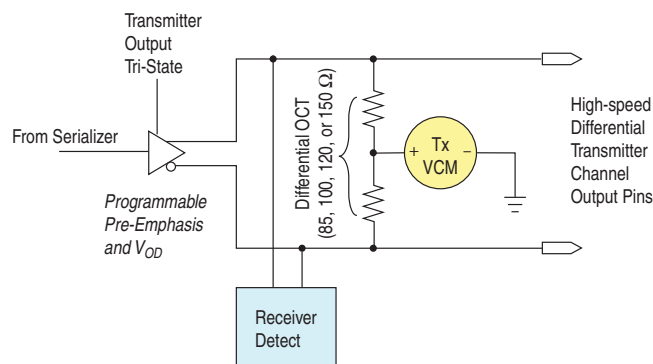 Transmitter
Output
Tri-State
From Serializer
Programmable
Pre-Emphasis
and VOD
Differential OCT
(85, 100, 120, or 150 Ω)
+ Tx −
VCM
High-speed
Differential
Transmitter
Channel
Output Pins
Receiver
Detect